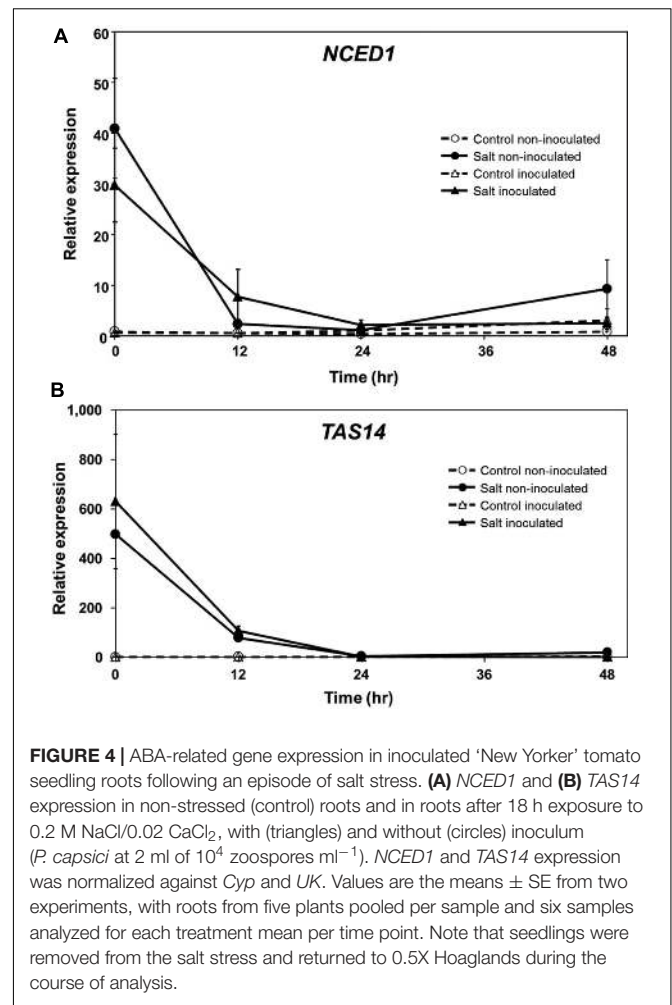 A
NCED1
60
50
40
30
20
10
0
Relative expression
Control non-inoculated
Salt non-inoculated
Control inoculated
Salt inoculated
0 12 24 36 48
Time (hr)
B
TAS14
1,000
800
600
400
200
0
Relative expression
Control non-inoculated
Salt non-inoculated
Control inoculated
Salt inoculated
0 12 24 36 48
Time (hr)
FIGURE 4 | ABA-related gene expression in inoculated ‘New Yorker’ tomato
seedling roots following an episode of salt stress. (A) NCED1 and (B) TAS14
expression in non-stressed (control) roots and in roots after 18 h exposure to
0.2 M NaCl/0.02 CaCl₂, with (triangles) and without (circles) inoculum
(P. capsici at 2 ml of 10⁴ zoospores ml⁻¹). NCED1 and TAS14 expression
was normalized against Cyp and UK. Values are the means ± SE from two
experiments, with roots from five plants pooled per sample and six samples
analyzed for each treatment mean per time point. Note that seedlings were
removed from the salt stress and returned to 0.5X Hoaglands during the
course of analysis.